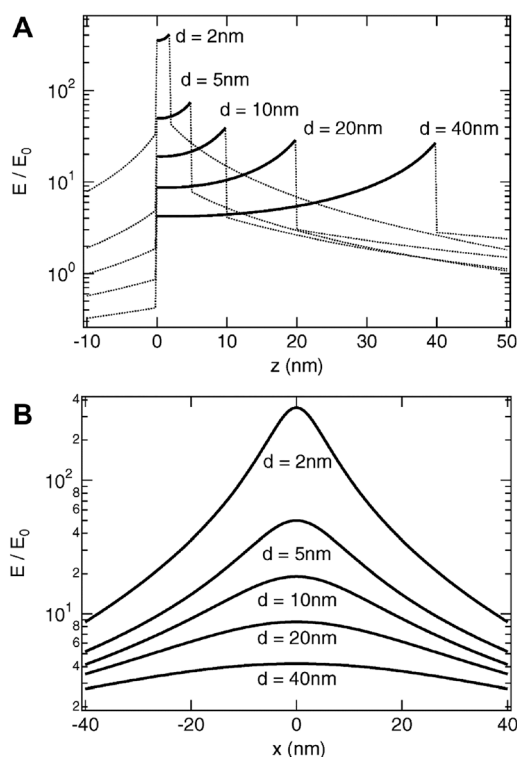 A
d = 2nm
d = 5nm
d = 10nm
d = 20nm
d = 40nm
10²
10¹
10⁰
E / E₀
-10 0 10 20 30 40 50
z (nm)
B
4
2
10²
8
6
4
2
10¹
8
6
4
2
E / E₀
d = 2nm
d = 5nm
d = 10nm
d = 20nm
d = 40nm
-40 -20 0 20 40
x (nm)